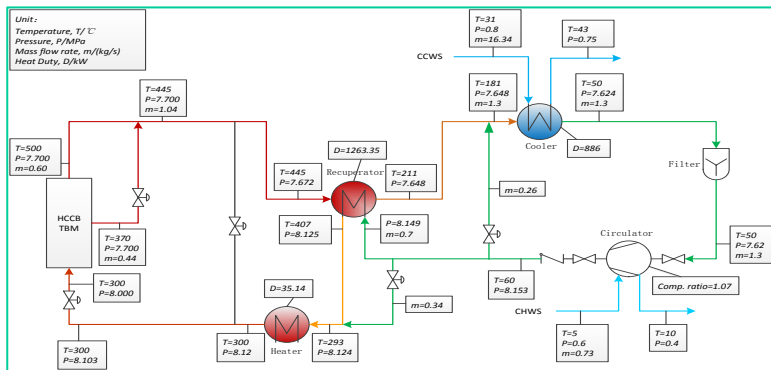 Unit:
Temperature, T/℃
Pressure, P/MPa
Mass flow rate, m/(kg/s)
Heat Duty, D/kW
T=445
P=7.700
m=1.04
T=500
P=7.700
m=0.60
HCCB
TBM
T=370
P=7.700
m=0.44
T=300
P=8.000
T=300
P=8.103
D=35.14
Heater
T=300
P=8.12
T=293
P=8.124
D=1263.35
Recuperator
T=445
P=7.672
T=211
P=7.648
T=407
P=8.125
P=8.149
m=0.7
m=0.34
T=31
P=0.8
m=16.34
CCWS
T=43
P=0.75
T=181
P=7.648
m=1.3
T=50
P=7.624
m=1.3
Cooler
D=886
Filter
m=0.26
T=60
P=8.153
Circulator
T=50
P=7.62
m=1.3
Comp. ratio=1.07
CHWS
T=5
P=0.6
m=0.73
T=10
P=0.4